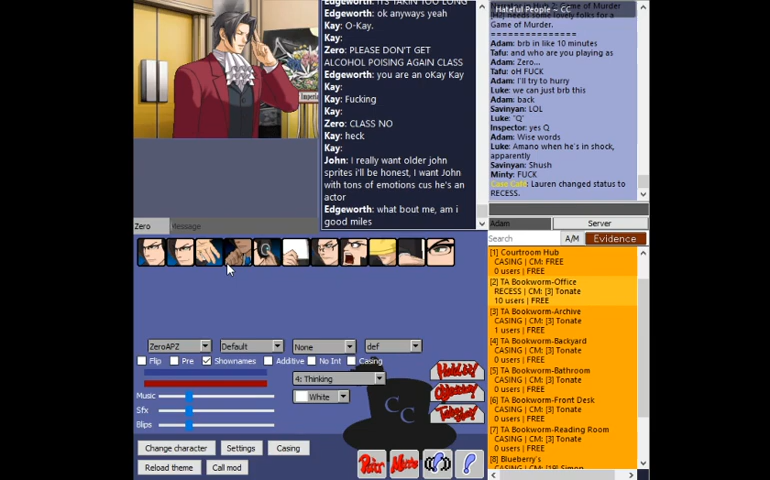 Edgeworth: ITS TAKIN TOO LONG
Edgeworth: ok anyways yeah
Kay: O-Kay.
Kay:
Zero: PLEASE DON'T GET
ALCOHOL POISING AGAIN CLASS
Edgeworth: you are an oKay Kay
Kay:
Kay: Fucking
Kay:
Zero: CLASS NO
Kay: heck
Kay:
John: I really want older john
sprites i'll be honest, I want John
with tons of emotions cus he's an
actor
Edgeworth: what bout me, am i
good miles
Zero
Message
Hateful People ~ CC
[H2] needs some lovely folks for a
Game of Murder.
===============
Adam: brb in like 10 minutes
Tafu: and who are you playing as
Adam: Zero...
Tafu: oH FUCK
Adam: I'll try to hurry
Luke: we can just brb this
Adam: back
Savinyan: LOL
Luke: 'Q'
Inspector: yes Q
Adam: Wise words
Luke: Amano when he's in shock,
apparently
Savinyan: Shush
Minty: FUCK
Lauren changed status to
RECESS.
Adam
Server
Search
A/M
Evidence
[1] Courtroom Hub
CASING | CM: FREE
0 users | FREE
[2] TA Bookworm-Office
RECESS | CM: [3] Tonate
10 users | FREE
[3] TA Bookworm-Archive
CASING | CM: [3] Tonate
1 users | FREE
[4] TA Bookworm-Backyard
CASING | CM: [3] Tonate
0 users | FREE
[5] TA Bookworm-Bathroom
CASING | CM: [3] Tonate
0 users | FREE
[6] TA Bookworm-Front Desk
CASING | CM: [3] Tonate
0 users | FREE
[7] TA Bookworm-Reading Room
CASING | CM: [3] Tonate
0 users | FREE
[8] Blueberry's
ZeroAPZ
Default
None
def
Flip
Pre
Shownames
Additive
No Int
Casing
4: Thinking
White
Hold it!
Objection!
Take that!
CC
Music
Sfx
Blips
Change character
Settings
Casing
Reload theme
Call mod
Pair